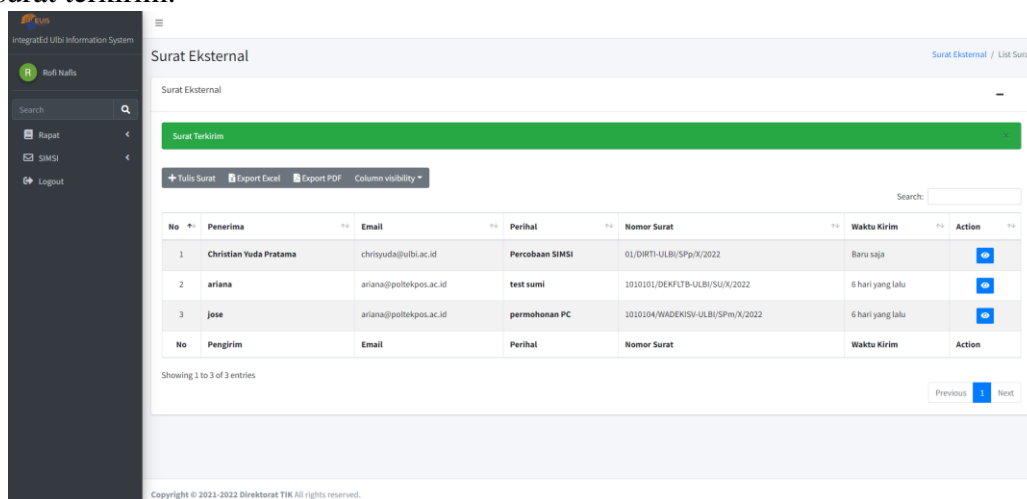 surat terkirim.
EUIS
integratEd Ulbi Information System
R Rofi Nafis
Search
Rapat
SIMSI
Logout
Surat Eksternal
Surat Eksternal / List Sura
Surat Eksternal
Surat Terkirim
Tulis Surat Export Excel Export PDF Column visibility
Search:
No Penerima Email Perihal Nomor Surat Waktu Kirim Action
1 Christian Yuda Pratama chrisyuda@ulbi.ac.id Percobaan SIMSI 01/DIRTI-ULBI/SPp/X/2022 Baru saja
2 ariana ariana@poltekpos.ac.id test sumi 1010101/DEKFLTB-ULBI/SU/X/2022 6 hari yang lalu
3 jose ariana@poltekpos.ac.id permohonan PC 1010104/WADEKISV-ULBI/SPm/X/2022 6 hari yang lalu
No Pengirim Email Perihal Nomor Surat Waktu Kirim Action
Showing 1 to 3 of 3 entries
Previous 1 Next
Copyright © 2021-2022 Direktorat TIK All rights reserved.